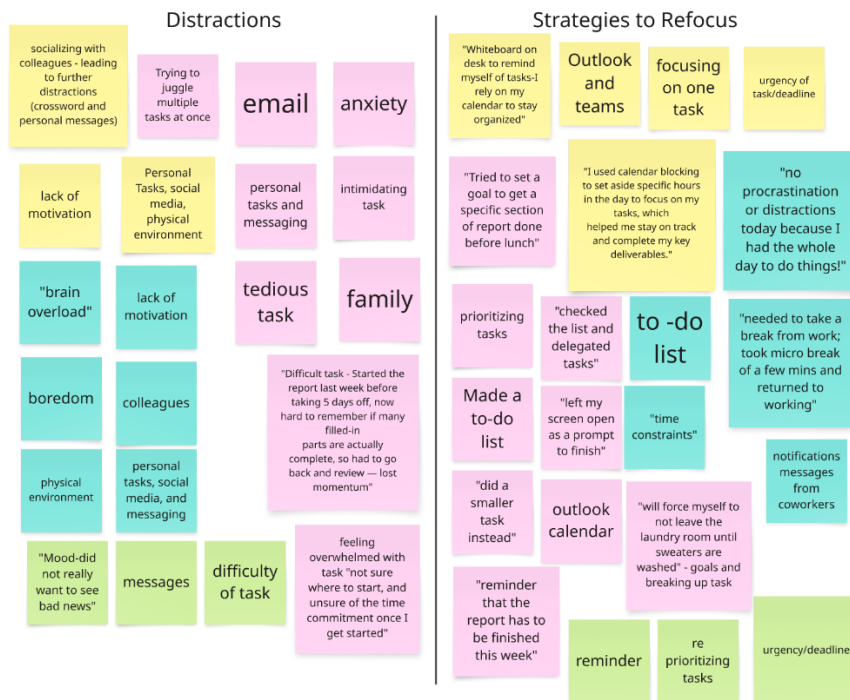 Distractions
socializing with
colleagues - leading
to further
distractions
(crossword and
personal messages)
Trying to
juggle
multiple
tasks at once
email
anxiety
lack of
motivation
Personal
Tasks, social
media,
physical
environment
personal
tasks and
messaging
intimidating
task
"brain
overload"
lack of
motivation
tedious
task
family
boredom
colleagues
"Difficult task - Started the
report last week before
taking 5 days off, now
hard to remember if many
filled-in
parts are actually
complete, so had to go
back and review — lost
momentum"
physical
environment
personal
tasks, social
media, and
messaging
"Mood-did
not really
want to see
bad news"
messages
difficulty
of task
feeling
overwhelmed with
task "not sure
where to start, and
unsure of the time
commitment once I
get started"
Strategies to Refocus
"Whiteboard on
desk to remind
myself of tasks-I
rely on my
calendar to stay
organized"
Outlook
and
teams
focusing
on one
task
urgency of
task/deadline
"Tried to set a
goal to get a
specific section
of report done
before lunch"
"I used calendar blocking
to set aside specific hours
in the day to focus on my
tasks, which
helped me stay on track
and complete my key
deliverables."
"no
procrastination
or distractions
today because I
had the whole
day to do things!"
prioritizing
tasks
"checked
the list and
delegated
tasks"
to -do
list
"needed to take a
break from work;
took micro break
of a few mins and
returned to
working"
Made a
to-do
list
"left my
screen open
as a prompt
to finish"
"time
constraints"
notifications
messages
from
coworkers
"did a
smaller
task
instead"
outlook
calendar
"will force myself to
not leave the
laundry room until
sweaters are
washed" - goals and
breaking up task
"reminder
that the
report has to
be finished
this week"
reminder
re
prioritizing
tasks
urgency/deadline